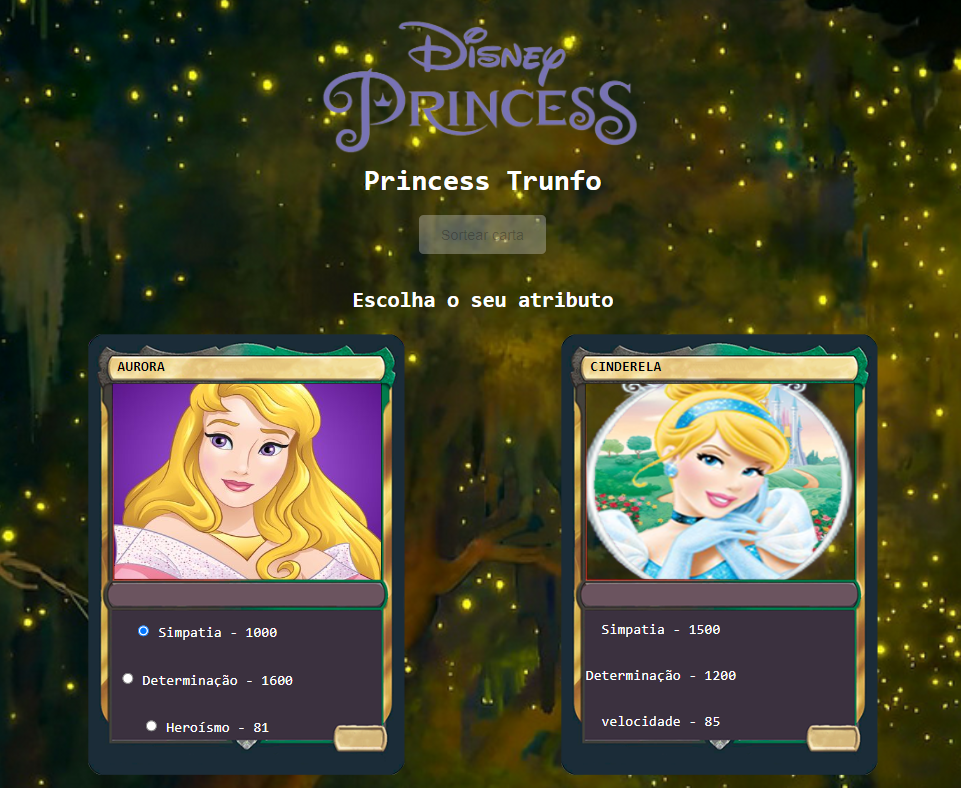 Disney
PRINCESS
Princess Trunfo
Sortear carta
Escolha o seu atributo
AURORA
Simpatia - 1000
Determinação - 1600
Heroísmo - 81
CINDERELA
Simpatia - 1500
Determinação - 1200
velocidade - 85